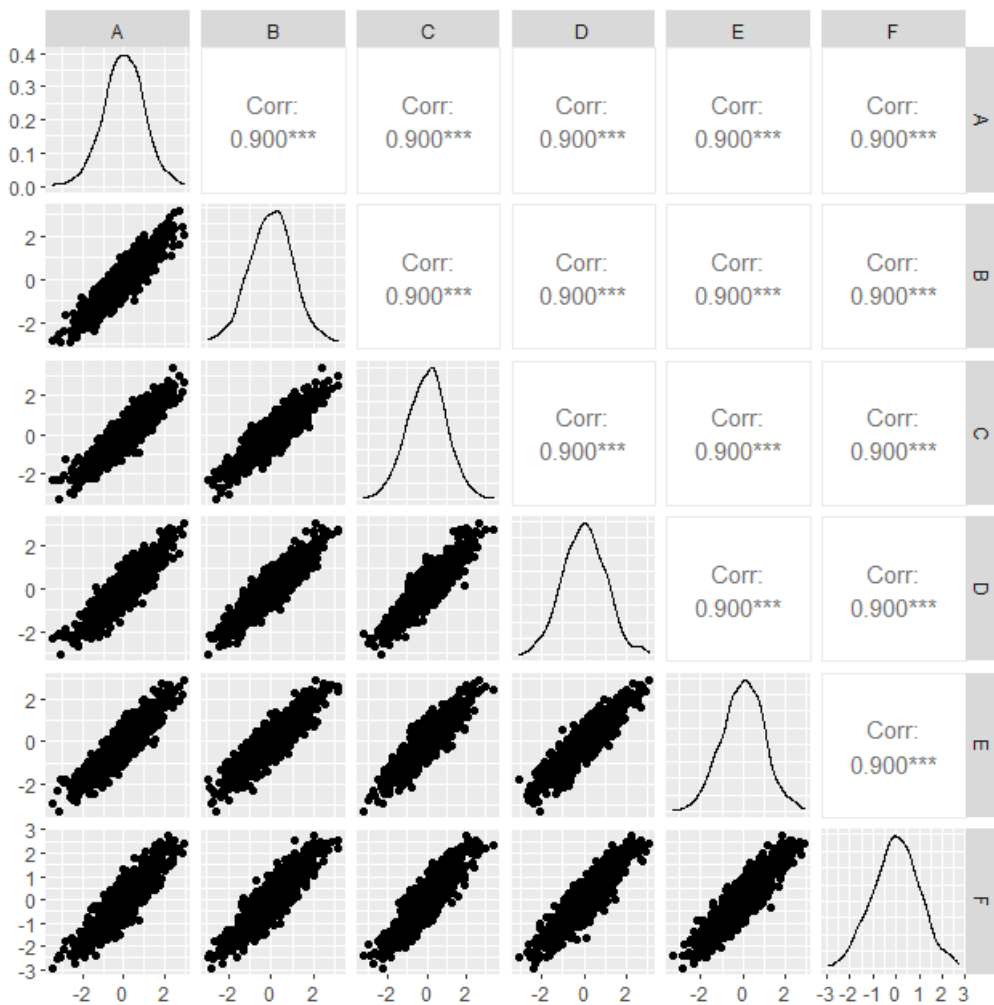 A B C D E F
0.4
0.3
0.2
0.1
0.0
Corr: Corr: Corr: Corr: Corr:
0.900*** 0.900*** 0.900*** 0.900*** 0.900***
A
2
0
-2
Corr: Corr: Corr: Corr:
0.900*** 0.900*** 0.900*** 0.900***
B
2
0
-2
Corr: Corr: Corr:
0.900*** 0.900*** 0.900***
C
2
0
-2
Corr: Corr:
0.900*** 0.900***
D
2
0
-2
Corr:
0.900***
E
3
2
1
0
-1
-2
-3
F
-2 0 2 -2 0 2 -2 0 2 -2 0 2 -2 0 2 -3 -2 -1 0 1 2 3